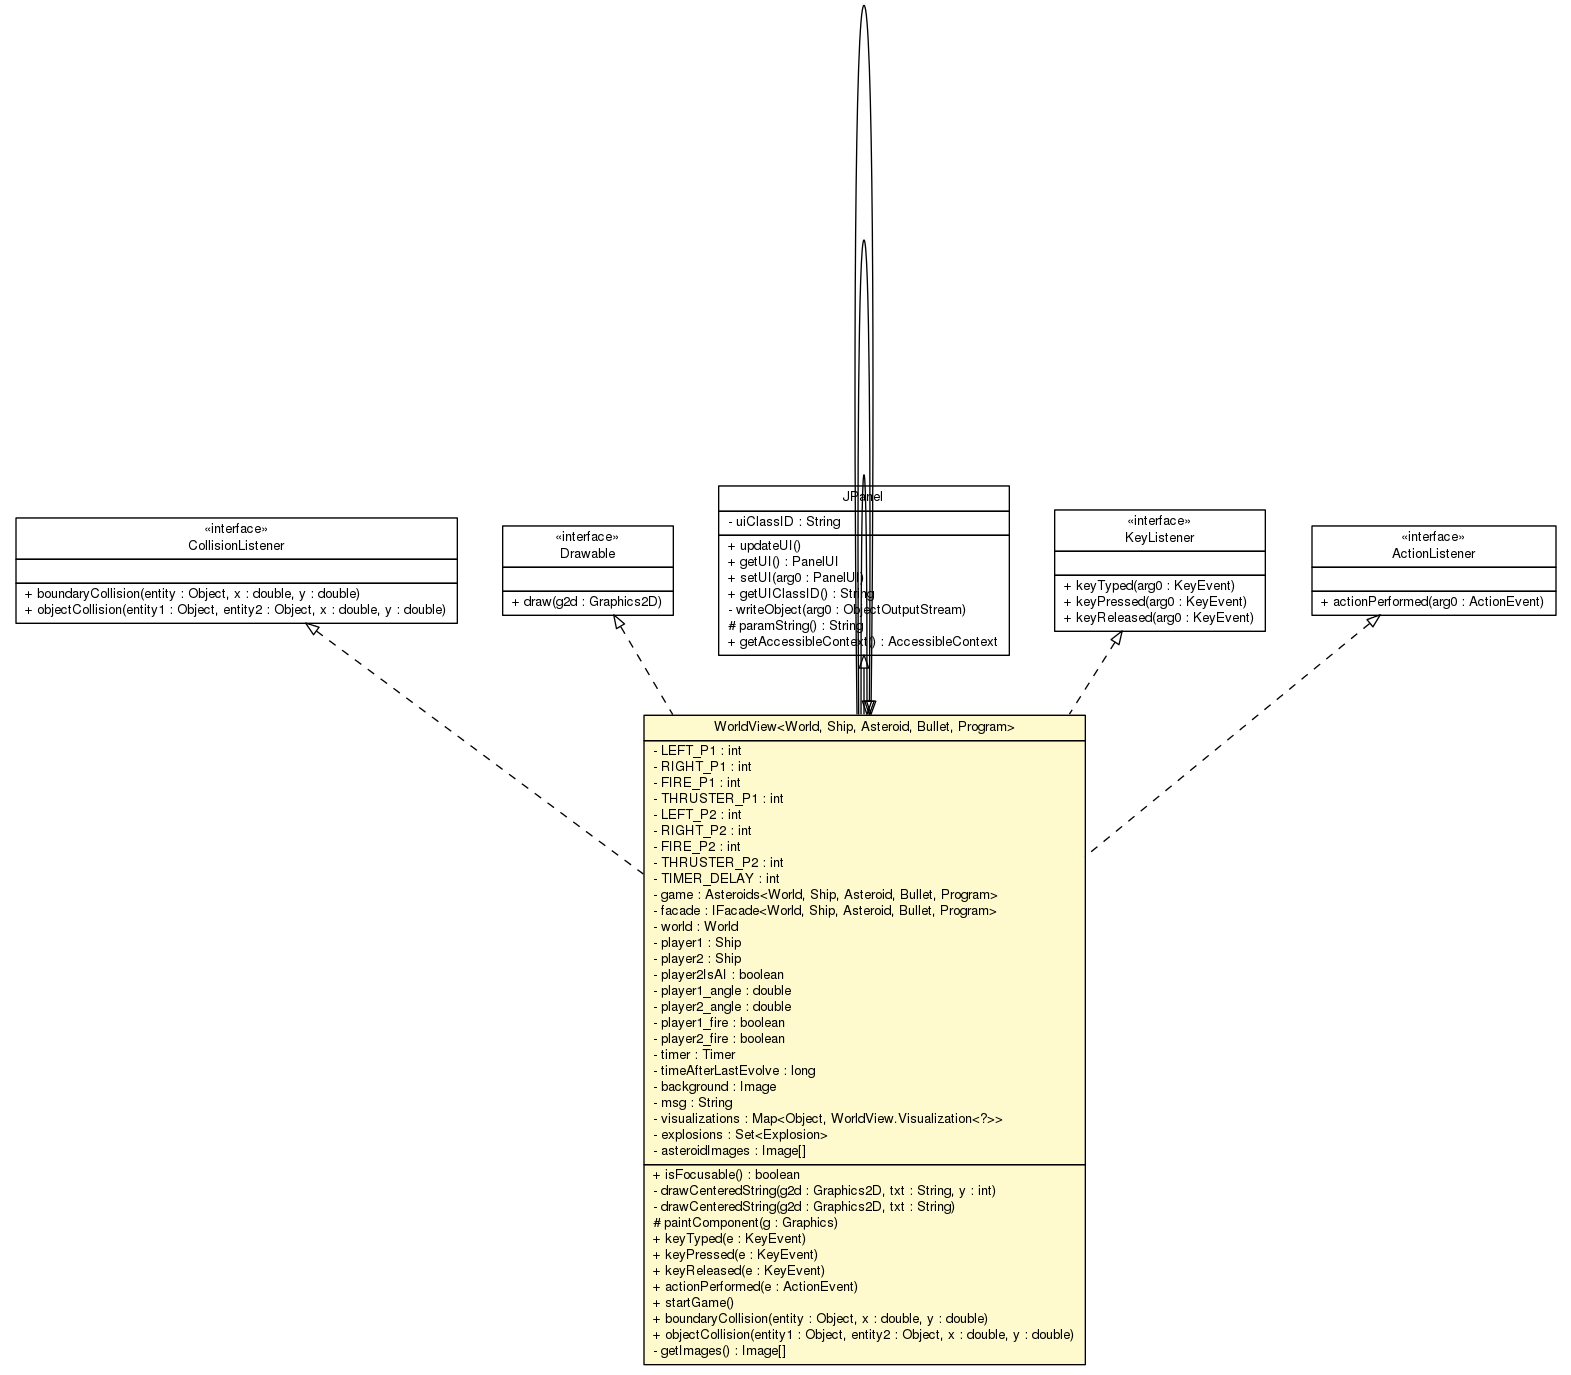 «interface»
CollisionListener
+ boundaryCollision(entity : Object, x : double, y : double)
+ objectCollision(entity1 : Object, entity2 : Object, x : double, y : double)
«interface»
Drawable
+ draw(g2d : Graphics2D)
JPanel
- uiClassID : String
+ updateUI()
+ getUI() : PanelUI
+ setUI(arg0 : PanelUI)
+ getUIClassID() : String
- writeObject(arg0 : ObjectOutputStream)
# paramString() : String
+ getAccessibleContext() : AccessibleContext
«interface»
KeyListener
+ keyTyped(arg0 : KeyEvent)
+ keyPressed(arg0 : KeyEvent)
+ keyReleased(arg0 : KeyEvent)
«interface»
ActionListener
+ actionPerformed(arg0 : ActionEvent)
WorldView<World, Ship, Asteroid, Bullet, Program>
- LEFT_P1 : int
- RIGHT_P1 : int
- FIRE_P1 : int
- THRUSTER_P1 : int
- LEFT_P2 : int
- RIGHT_P2 : int
- FIRE_P2 : int
- THRUSTER_P2 : int
- TIMER_DELAY : int
- game : Asteroids<World, Ship, Asteroid, Bullet, Program>
- facade : IFacade<World, Ship, Asteroid, Bullet, Program>
- world : World
- player1 : Ship
- player2 : Ship
- player2IsAI : boolean
- player1_angle : double
- player2_angle : double
- player1_fire : boolean
- player2_fire : boolean
- timer : Timer
- timeAfterLastEvolve : long
- background : Image
- msg : String
- visualizations : Map<Object, WorldView.Visualization<?>>
- explosions : Set<Explosion>
- asteroidImages : Image[]
+ isFocusable() : boolean
- drawCenteredString(g2d : Graphics2D, txt : String, y : int)
- drawCenteredString(g2d : Graphics2D, txt : String)
# paintComponent(g : Graphics)
+ keyTyped(e : KeyEvent)
+ keyPressed(e : KeyEvent)
+ keyReleased(e : KeyEvent)
+ actionPerformed(e : ActionEvent)
+ startGame()
+ boundaryCollision(entity : Object, x : double, y : double)
+ objectCollision(entity1 : Object, entity2 : Object, x : double, y : double)
- getImages() : Image[]